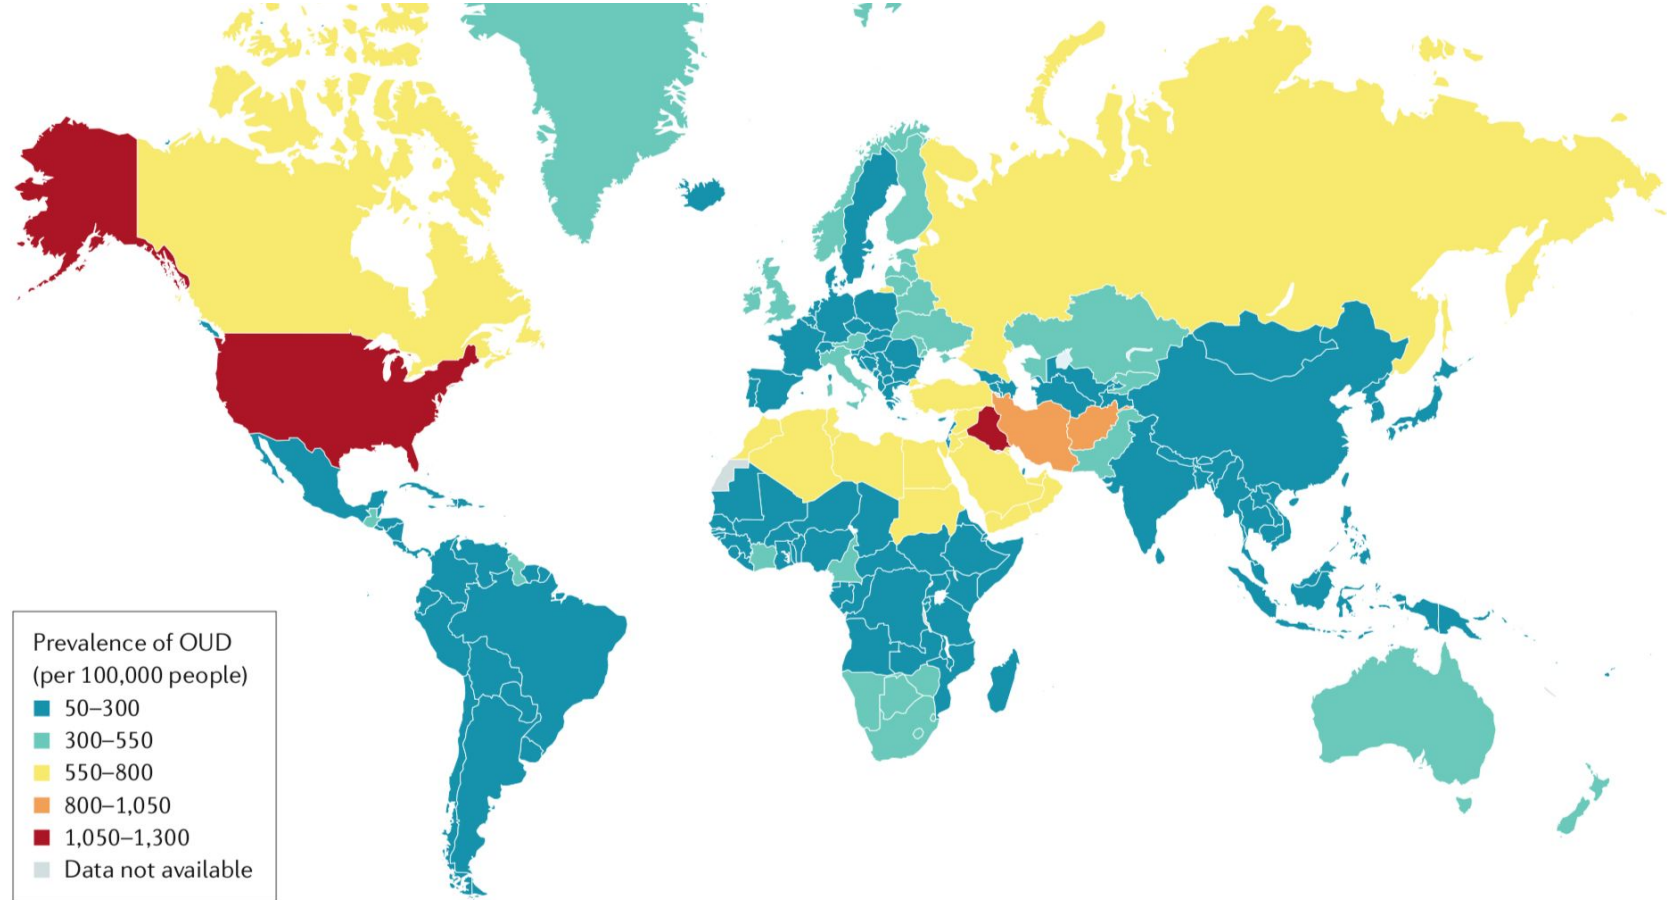 Prevalence of OUD
(per 100,000 people)
50–300
300–550
550–800
800–1,050
1,050–1,300
Data not available